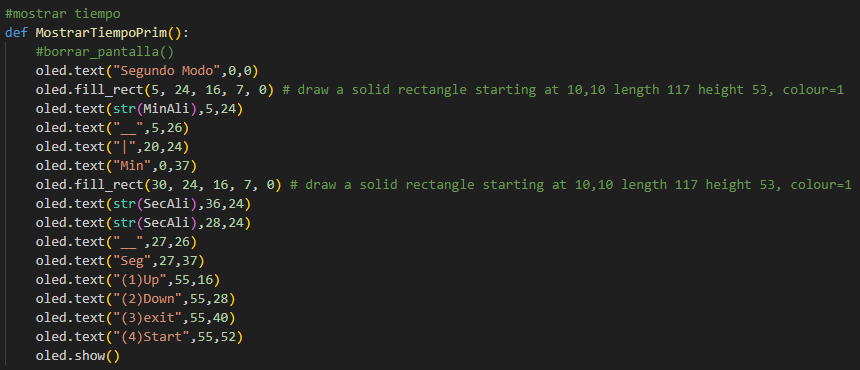 #mostrar tiempo
def MostrarTiempoPrim():
    #borrar_pantalla()
    oled.text("Segundo Modo",0,0)
    oled.fill_rect(5, 24, 16, 7, 0) # draw a solid rectangle starting at 10,10 length 117 height 53, colour=1
    oled.text(str(MinAli),5,24)
    oled.text("__",5,26)
    oled.text("|",20,24)
    oled.text("Min",0,37)
    oled.fill_rect(30, 24, 16, 7, 0) # draw a solid rectangle starting at 10,10 length 117 height 53, colour=1
    oled.text(str(SecAli),36,24)
    oled.text(str(SecAli),28,24)
    oled.text("__",27,26)
    oled.text("Seg",27,37)
    oled.text("(1)Up",55,16)
    oled.text("(2)Down",55,28)
    oled.text("(3)exit",55,40)
    oled.text("(4)Start",55,52)
    oled.show()